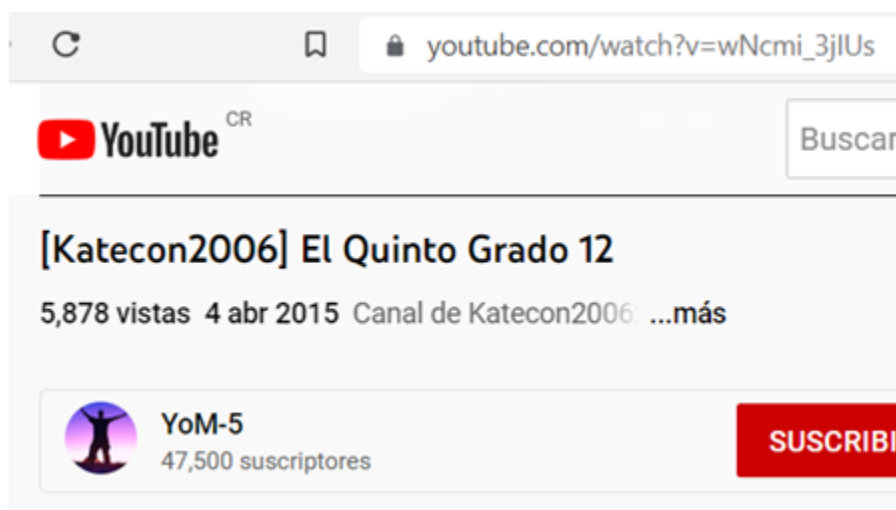 youtube.com/watch?v=wNcmi_3jlUs
YouTube CR
Buscar
[Katecon2006] El Quinto Grado 12
5,878 vistas 4 abr 2015 Canal de Katecon2006: ...más
YoM-5
47,500 suscriptores
SUSCRIBI